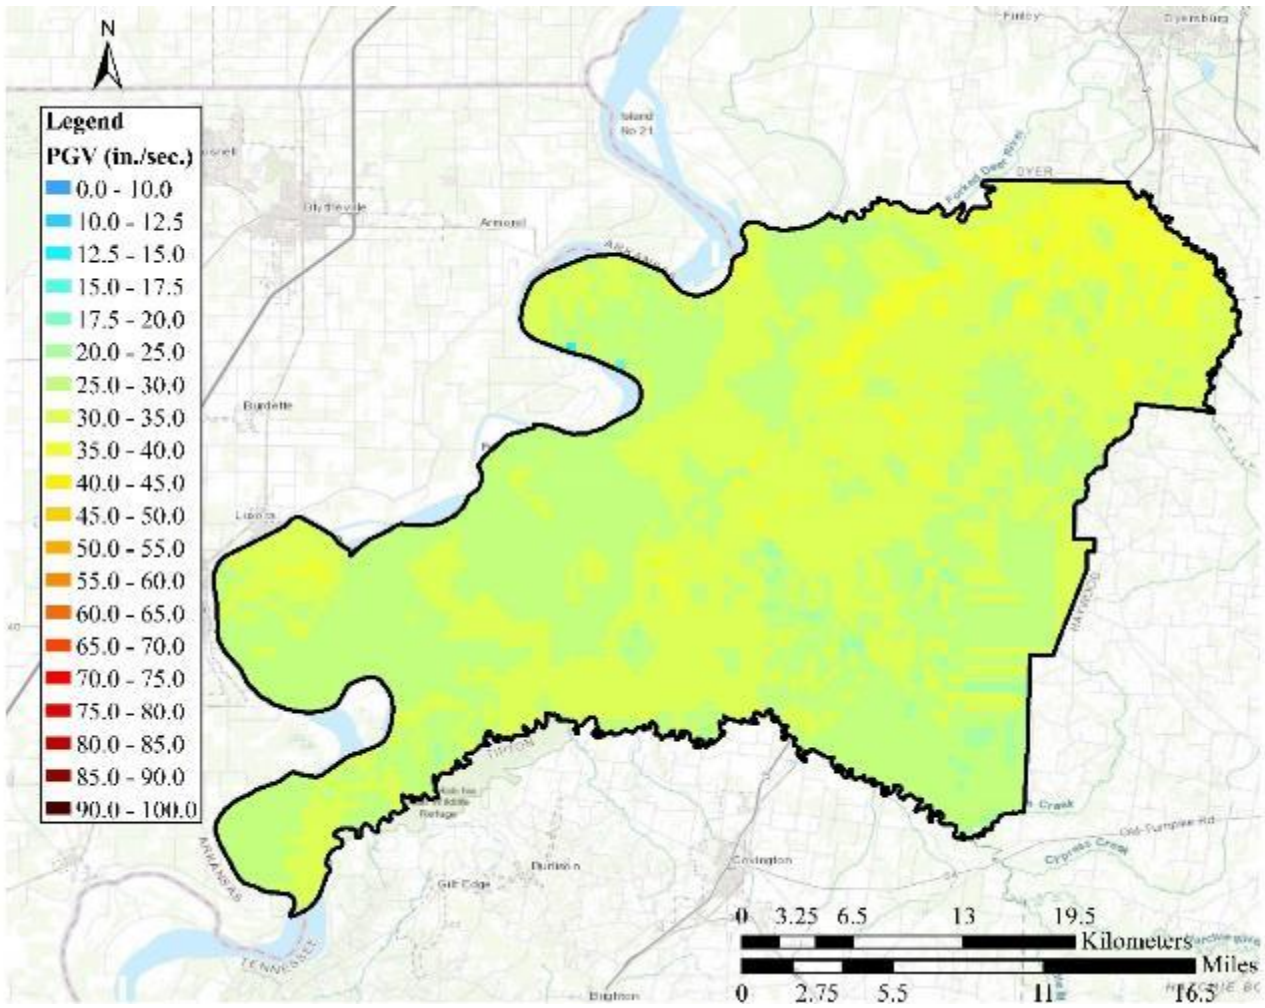 N
Finley
Dyersburg
Island
No 21
Legend
PGV (in./sec.)
0.0 - 10.0
10.0 - 12.5
12.5 - 15.0
15.0 - 17.5
17.5 - 20.0
20.0 - 25.0
25.0 - 30.0
30.0 - 35.0
35.0 - 40.0
40.0 - 45.0
45.0 - 50.0
50.0 - 55.0
55.0 - 60.0
60.0 - 65.0
65.0 - 70.0
70.0 - 75.0
75.0 - 80.0
80.0 - 85.0
85.0 - 90.0
90.0 - 100.0
Forked Deer River
DYER
Blytheville
Armorel
Burdette
Luxora
40
HAYWOOD
TIPTON
Refuge
ARKANSAS
Creek
Old Turnpike Rd
Cypress Creek
Covington
Burlison
Gilt Edge
TENNESSEE
Brighton
0 3.25 6.5 13 19.5
Kilometers
Miles
0 2.75 5.5 11 16.5